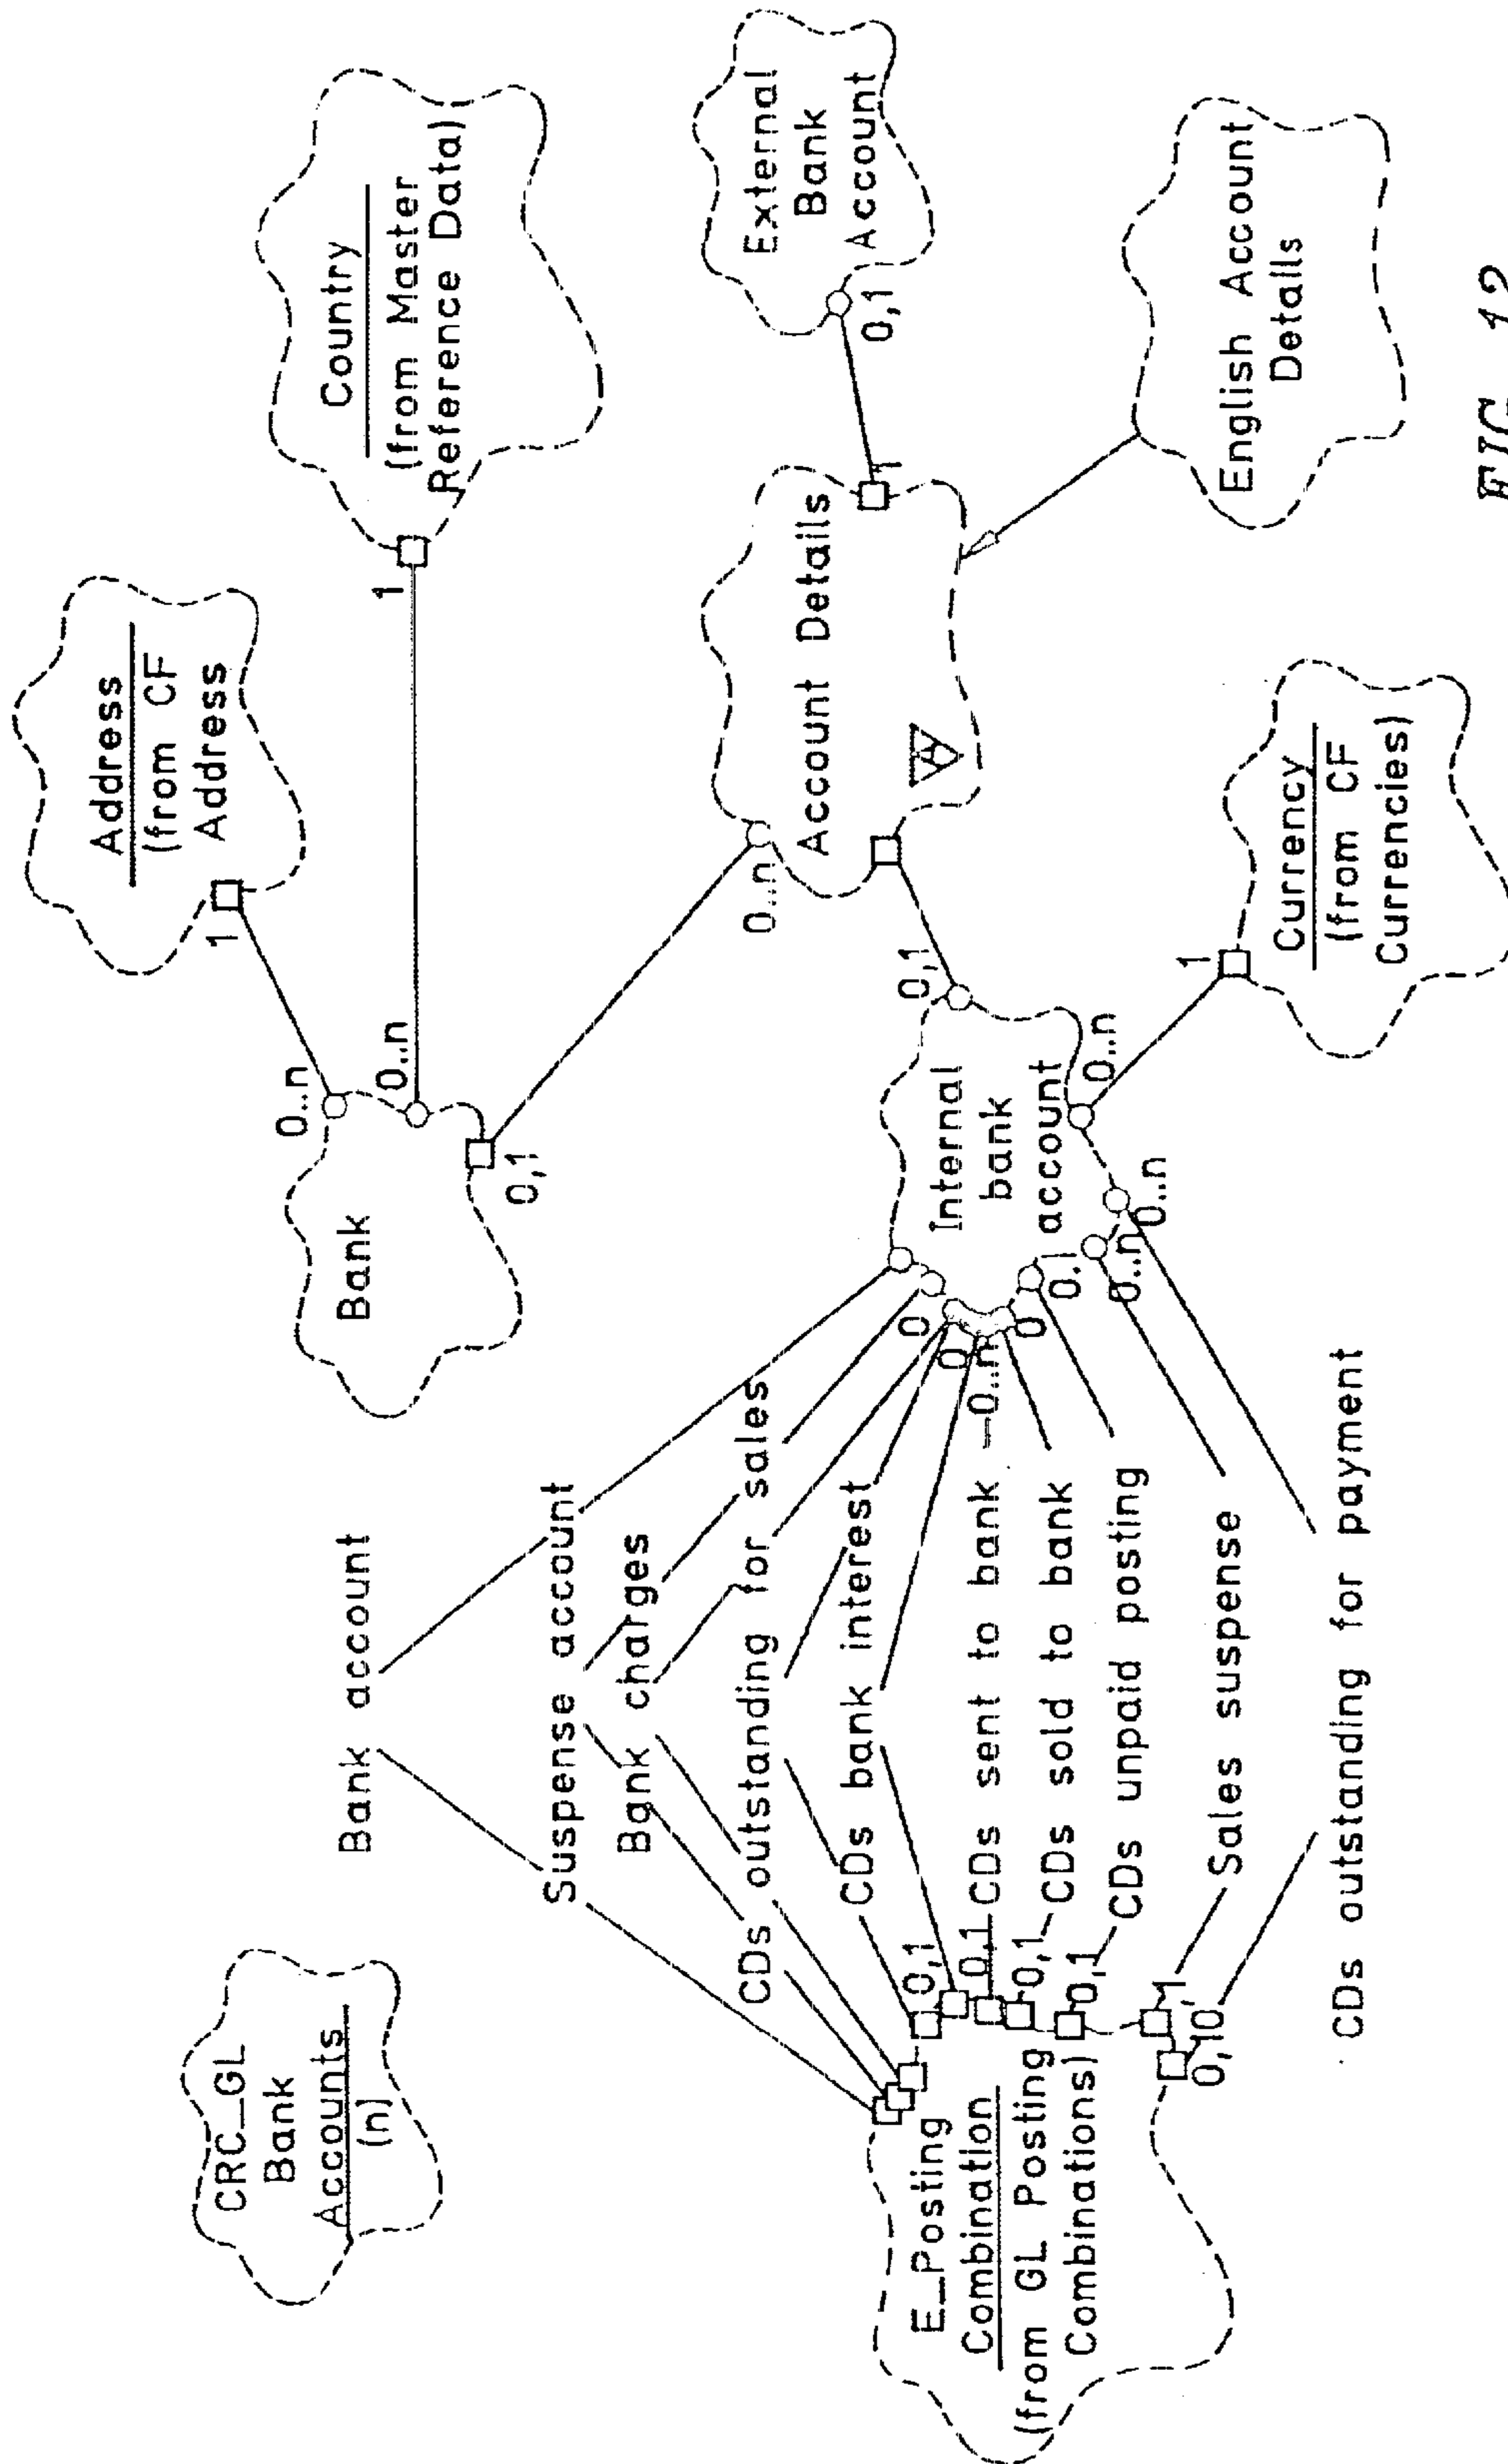 CRC_GL
Bank
Accounts
(n)
Address
(from CF
Address
1
0..n
Bank
0..n
0,1
1
Country
(from Master
Reference Data)
Bank account
Suspense account
Bank charges
CDs outstanding for sales
CDs bank interest
CDs sent to bank
CDs sold to bank
CDs unpaid posting
Sales suspense
CDs outstanding for payment
E_Posting
Combination
(from GL Posting
Combinations)
0,1
0,1
0,1
0,1
1
0,10
0
0
0..n
0
0,1
0..n
0..n
Internal
bank
account
0,1
0..n
0..n
Account Details
A
1
0,1
External
Bank
Account
English Account
Details
1
Currency
(from CF
Currencies)
FIG. 12